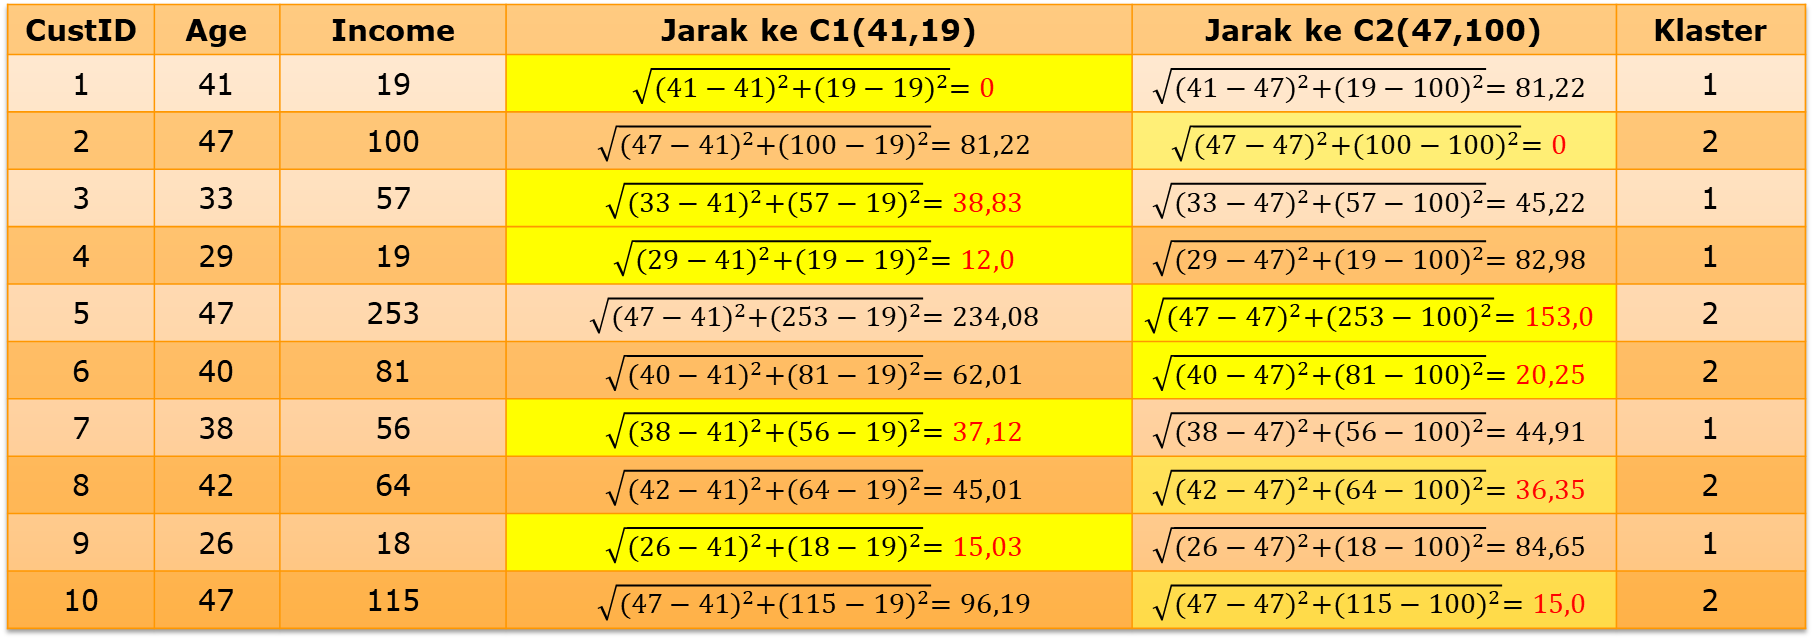 CustID Age Income Jarak ke C1(41,19) Jarak ke C2(47,100) Klaster
1 41 19 √(41 − 41)²+(19 − 19)²= 0 √(41 − 47)²+(19 − 100)²= 81,22 1
2 47 100 √(47 − 41)²+(100 − 19)²= 81,22 √(47 − 47)²+(100 − 100)²= 0 2
3 33 57 √(33 − 41)²+(57 − 19)²= 38,83 √(33 − 47)²+(57 − 100)²= 45,22 1
4 29 19 √(29 − 41)²+(19 − 19)²= 12,0 √(29 − 47)²+(19 − 100)²= 82,98 1
5 47 253 √(47 − 41)²+(253 − 19)²= 234,08 √(47 − 47)²+(253 − 100)²= 153,0 2
6 40 81 √(40 − 41)²+(81 − 19)²= 62,01 √(40 − 47)²+(81 − 100)²= 20,25 2
7 38 56 √(38 − 41)²+(56 − 19)²= 37,12 √(38 − 47)²+(56 − 100)²= 44,91 1
8 42 64 √(42 − 41)²+(64 − 19)²= 45,01 √(42 − 47)²+(64 − 100)²= 36,35 2
9 26 18 √(26 − 41)²+(18 − 19)²= 15,03 √(26 − 47)²+(18 − 100)²= 84,65 1
10 47 115 √(47 − 41)²+(115 − 19)²= 96,19 √(47 − 47)²+(115 − 100)²= 15,0 2